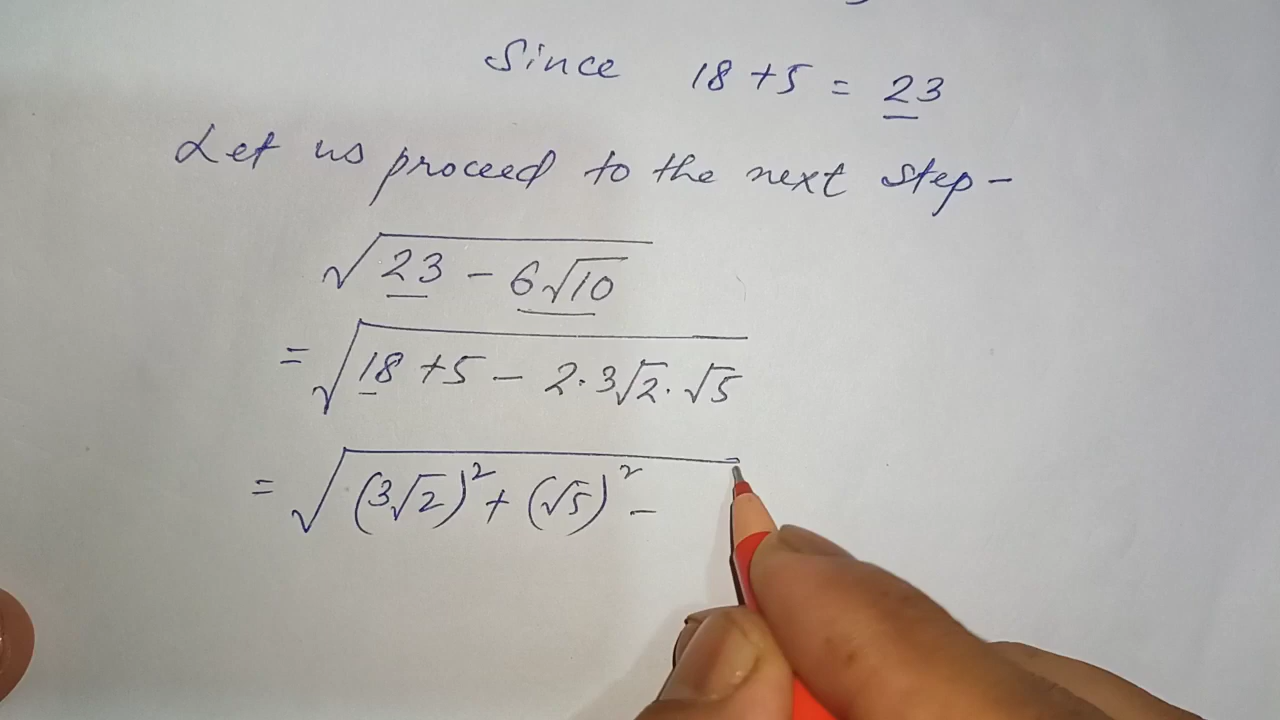 Since 18 + 5 = 23
Let us proceed to the next step -
√(23 - 6√10)
= √(18 + 5 - 2·3√2·√5)
= √((3√2)² + (√5)² -